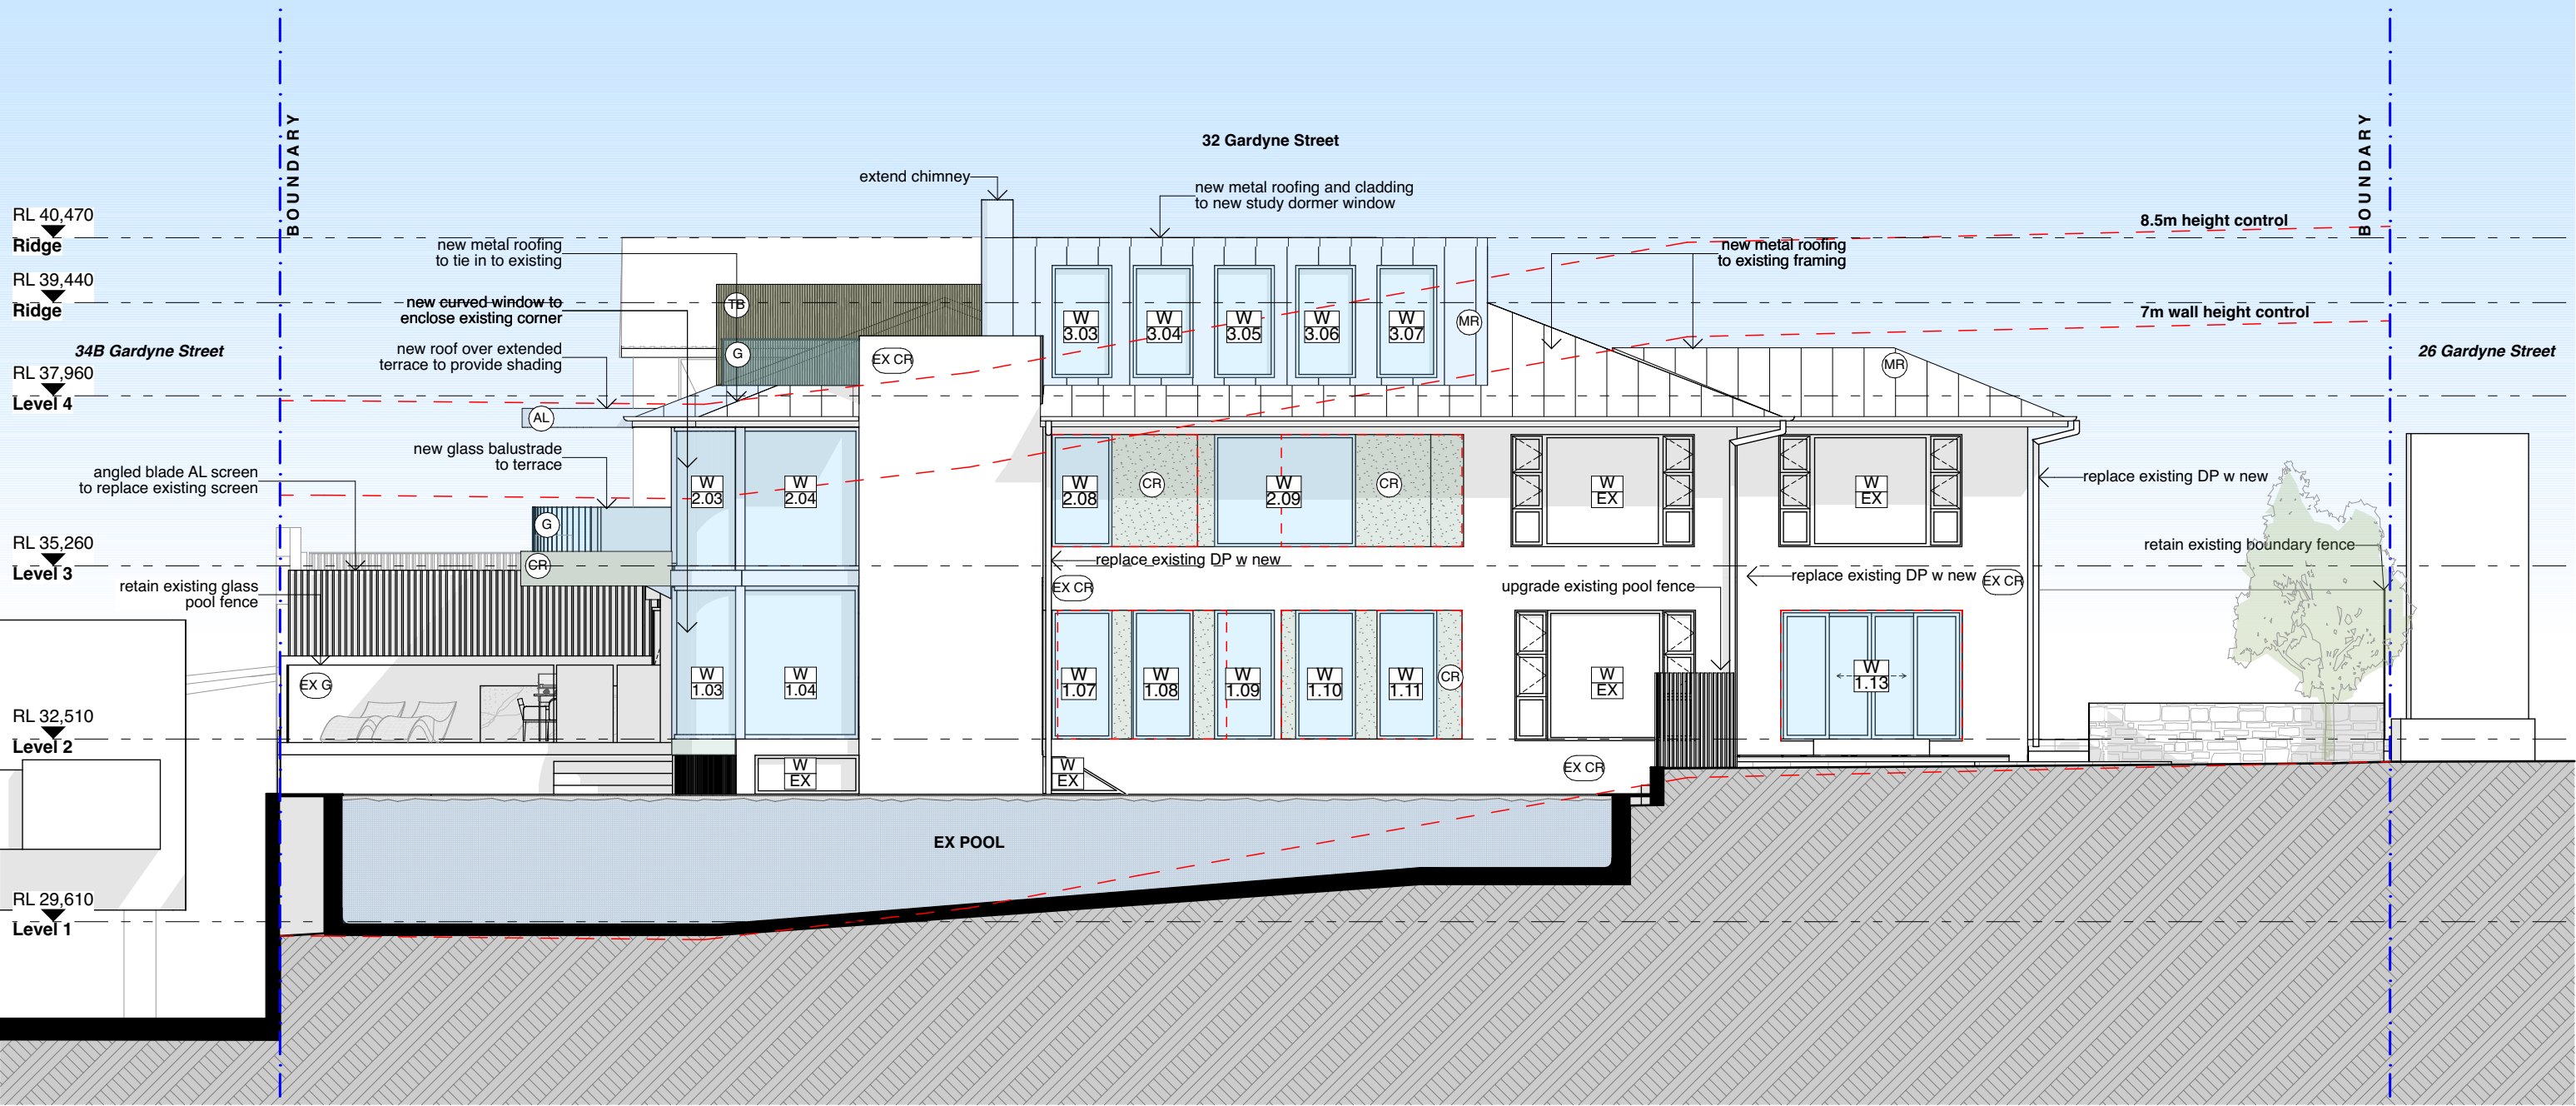 BOUNDARY
BOUNDARY
32 Gardyne Street
extend chimney
new metal roofing and cladding
to new study dormer window
RL 40,470
Ridge
8.5m height control
new metal roofing
to tie in to existing
new metal roofing
to existing framing
RL 39,440
Ridge
new curved window to
enclose existing corner
TB
7m wall height control
W
3.03
W
3.04
W
3.05
W
3.06
W
3.07
MR
34B Gardyne Street
new roof over extended
terrace to provide shading
G
EX CR
MR
26 Gardyne Street
RL 37,960
Level 4
AL
new glass balustrade
to terrace
angled blade AL screen
to replace existing screen
W
2.03
W
2.04
W
2.08
CR
W
2.09
CR
W
EX
W
EX
replace existing DP w new
G
RL 35,260
Level 3
CR
replace existing DP w new
retain existing boundary fence
retain existing glass
pool fence
EX CR
upgrade existing pool fence
replace existing DP w new
EX CR
EX G
W
1.03
W
1.04
W
1.07
W
1.08
W
1.09
W
1.10
W
1.11
CR
W
EX
W
1.13
RL 32,510
Level 2
W
EX
W
EX
EX CR
EX POOL
RL 29,610
Level 1